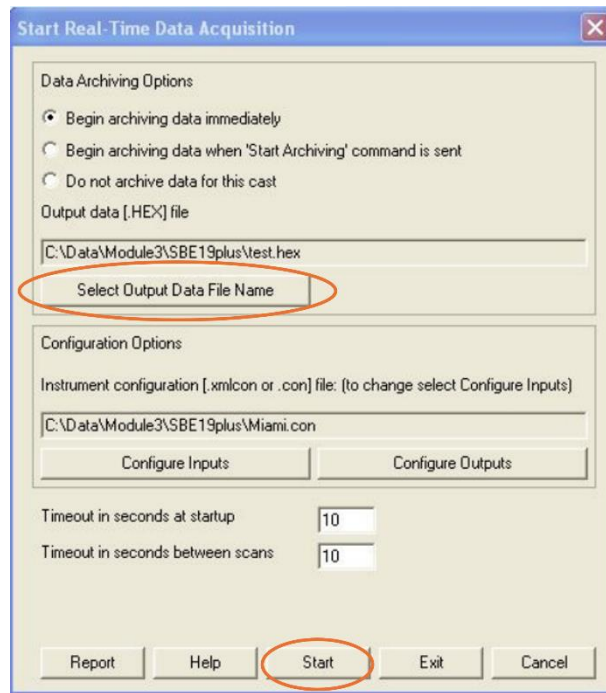 Start Real-Time Data Acquisition
Data Archiving Options
Begin archiving data immediately
Begin archiving data when 'Start Archiving' command is sent
Do not archive data for this cast
Output data [.HEX] file
C:\Data\Module3\SBE19plus\test.hex
Select Output Data File Name
Configuration Options
Instrument configuration [.xmlcon or .con] file: (to change select Configure Inputs)
C:\Data\Module3\SBE19plus\Miami.con
Configure Inputs
Configure Outputs
Timeout in seconds at startup 10
Timeout in seconds between scans 10
Report Help Start Exit Cancel